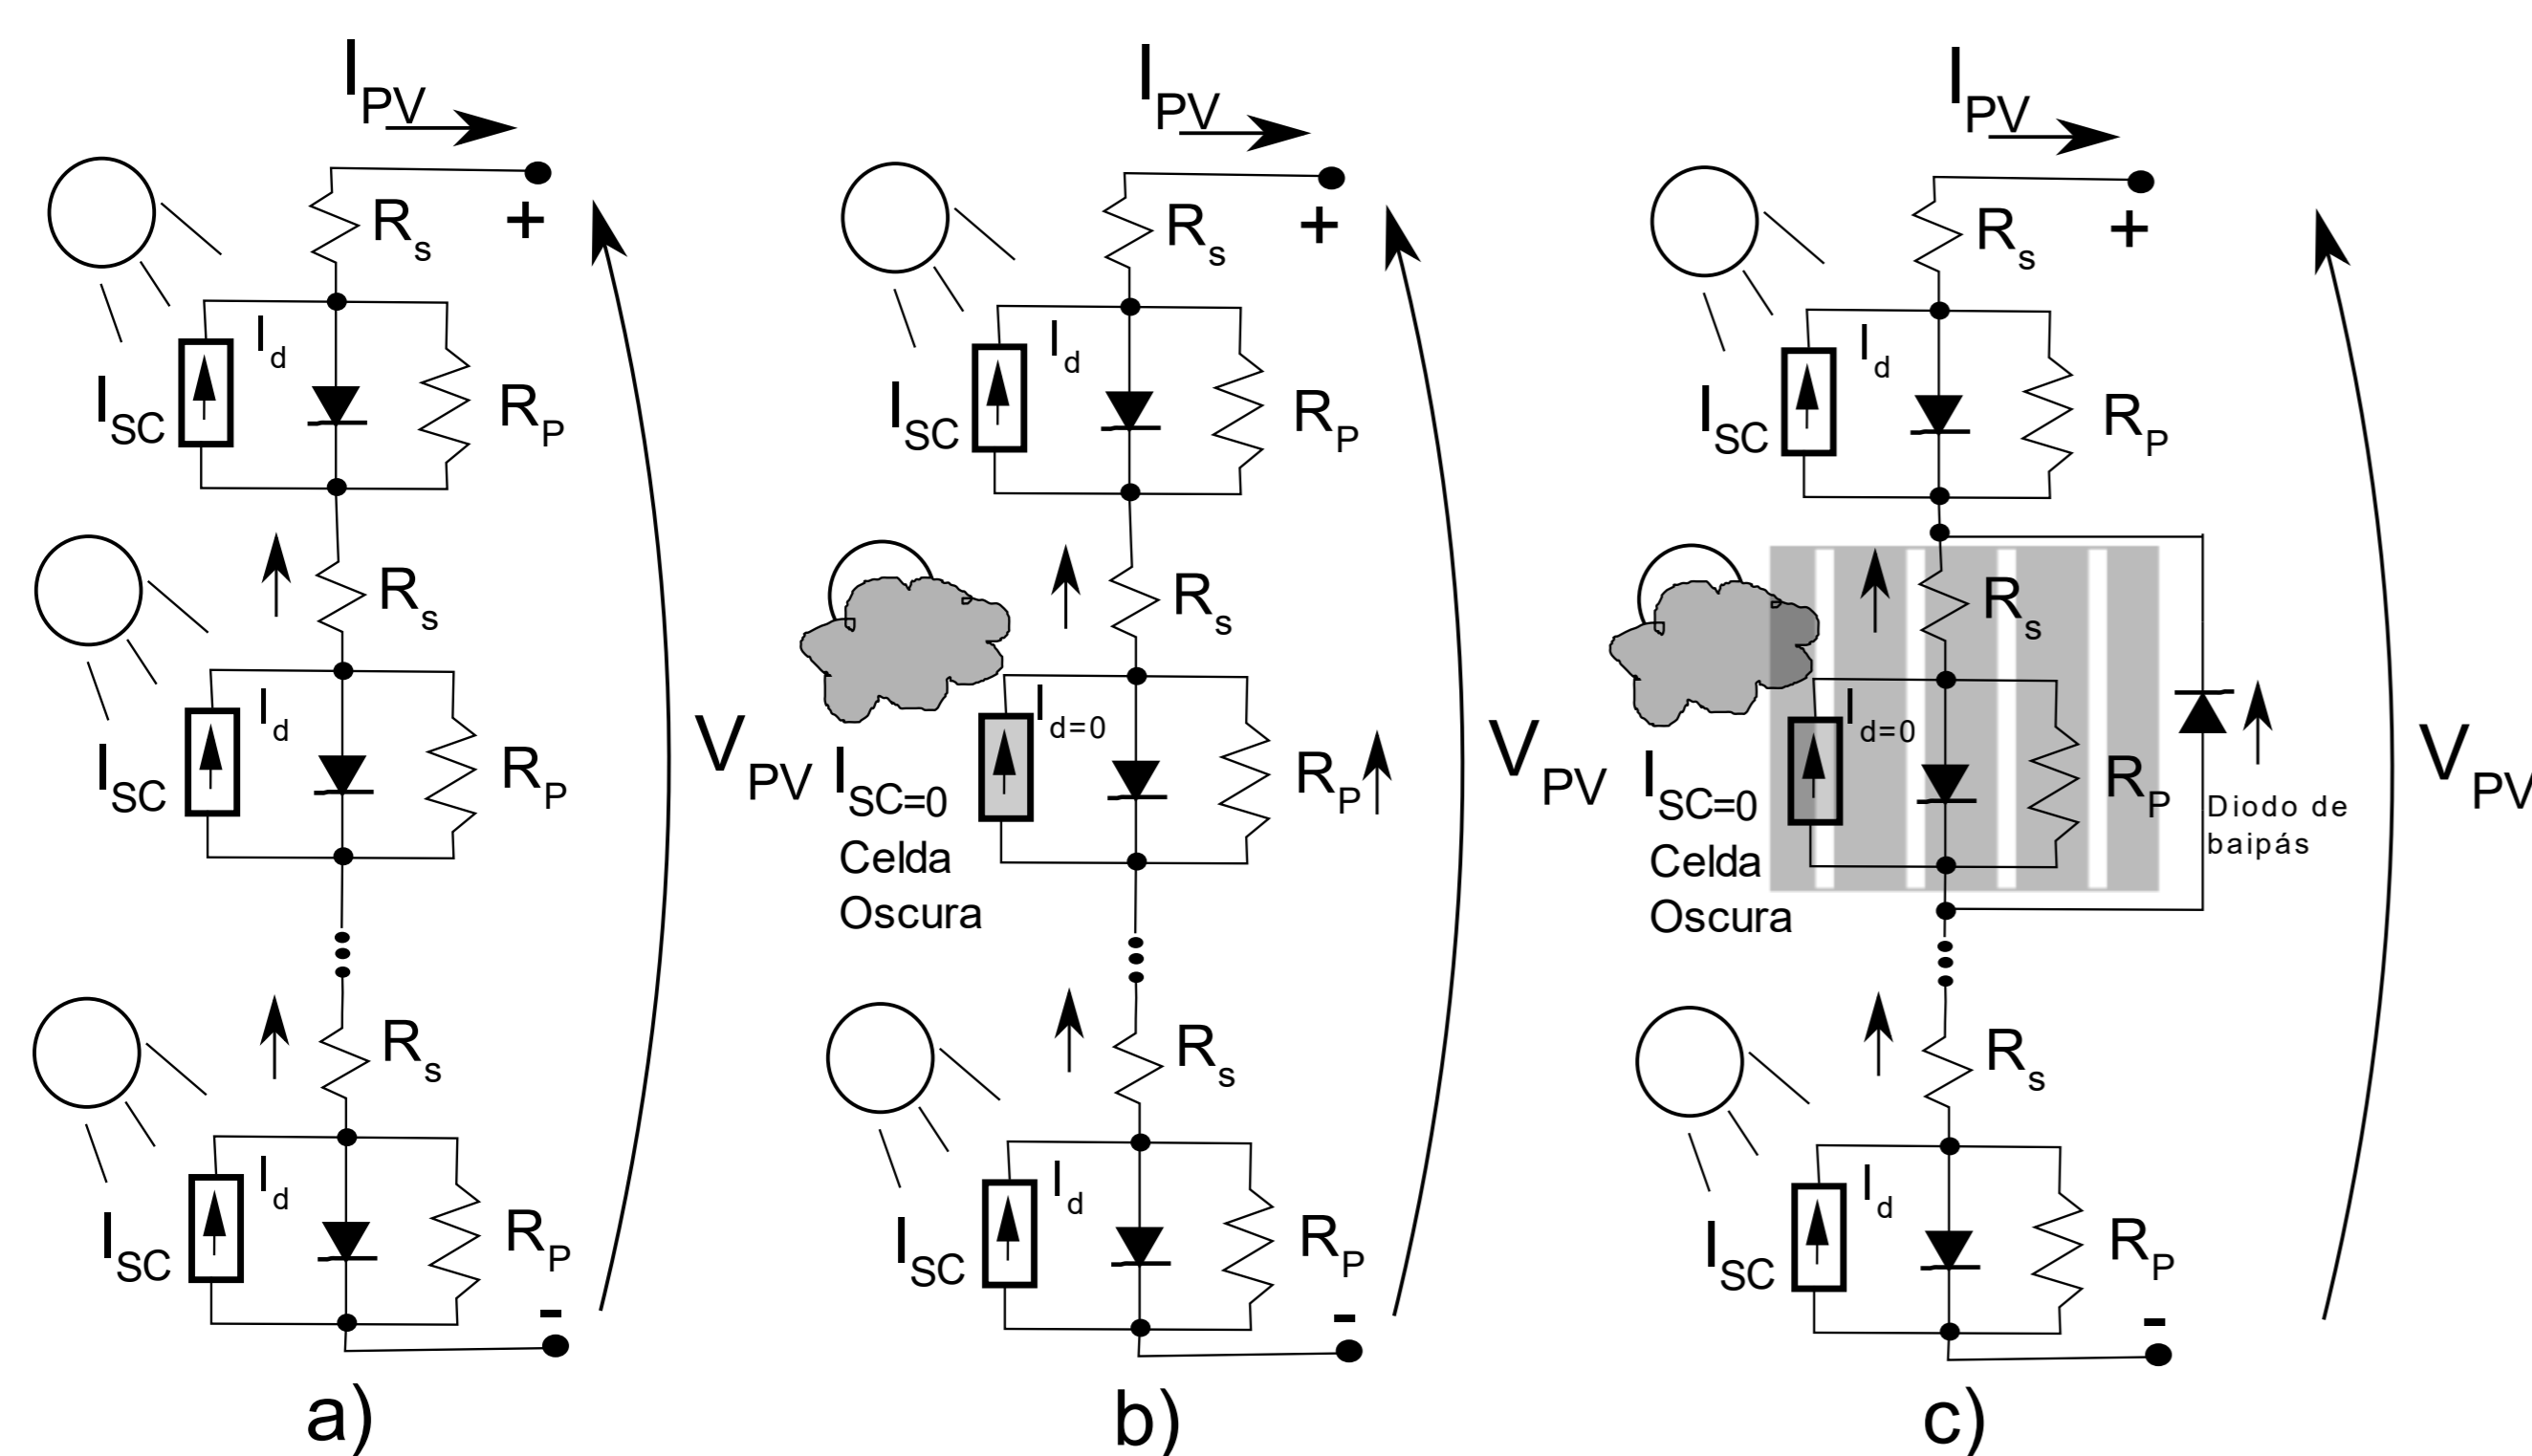 I PV
+
R s
I d
I SC
R P
R s
I d
I SC
R P
V PV
R s
I d
I SC
R P
-
a)
I PV
+
R s
I d
I SC
R P
R s
I d=0
I SC=0
R P
Celda
Oscura
V PV
R s
I d
I SC
R P
-
b)
I PV
+
R s
I d
I SC
R P
R s
I d=0
I SC=0
R P
Celda
Oscura
Diodo de
baipás
V PV
R s
I d
I SC
R P
-
c)